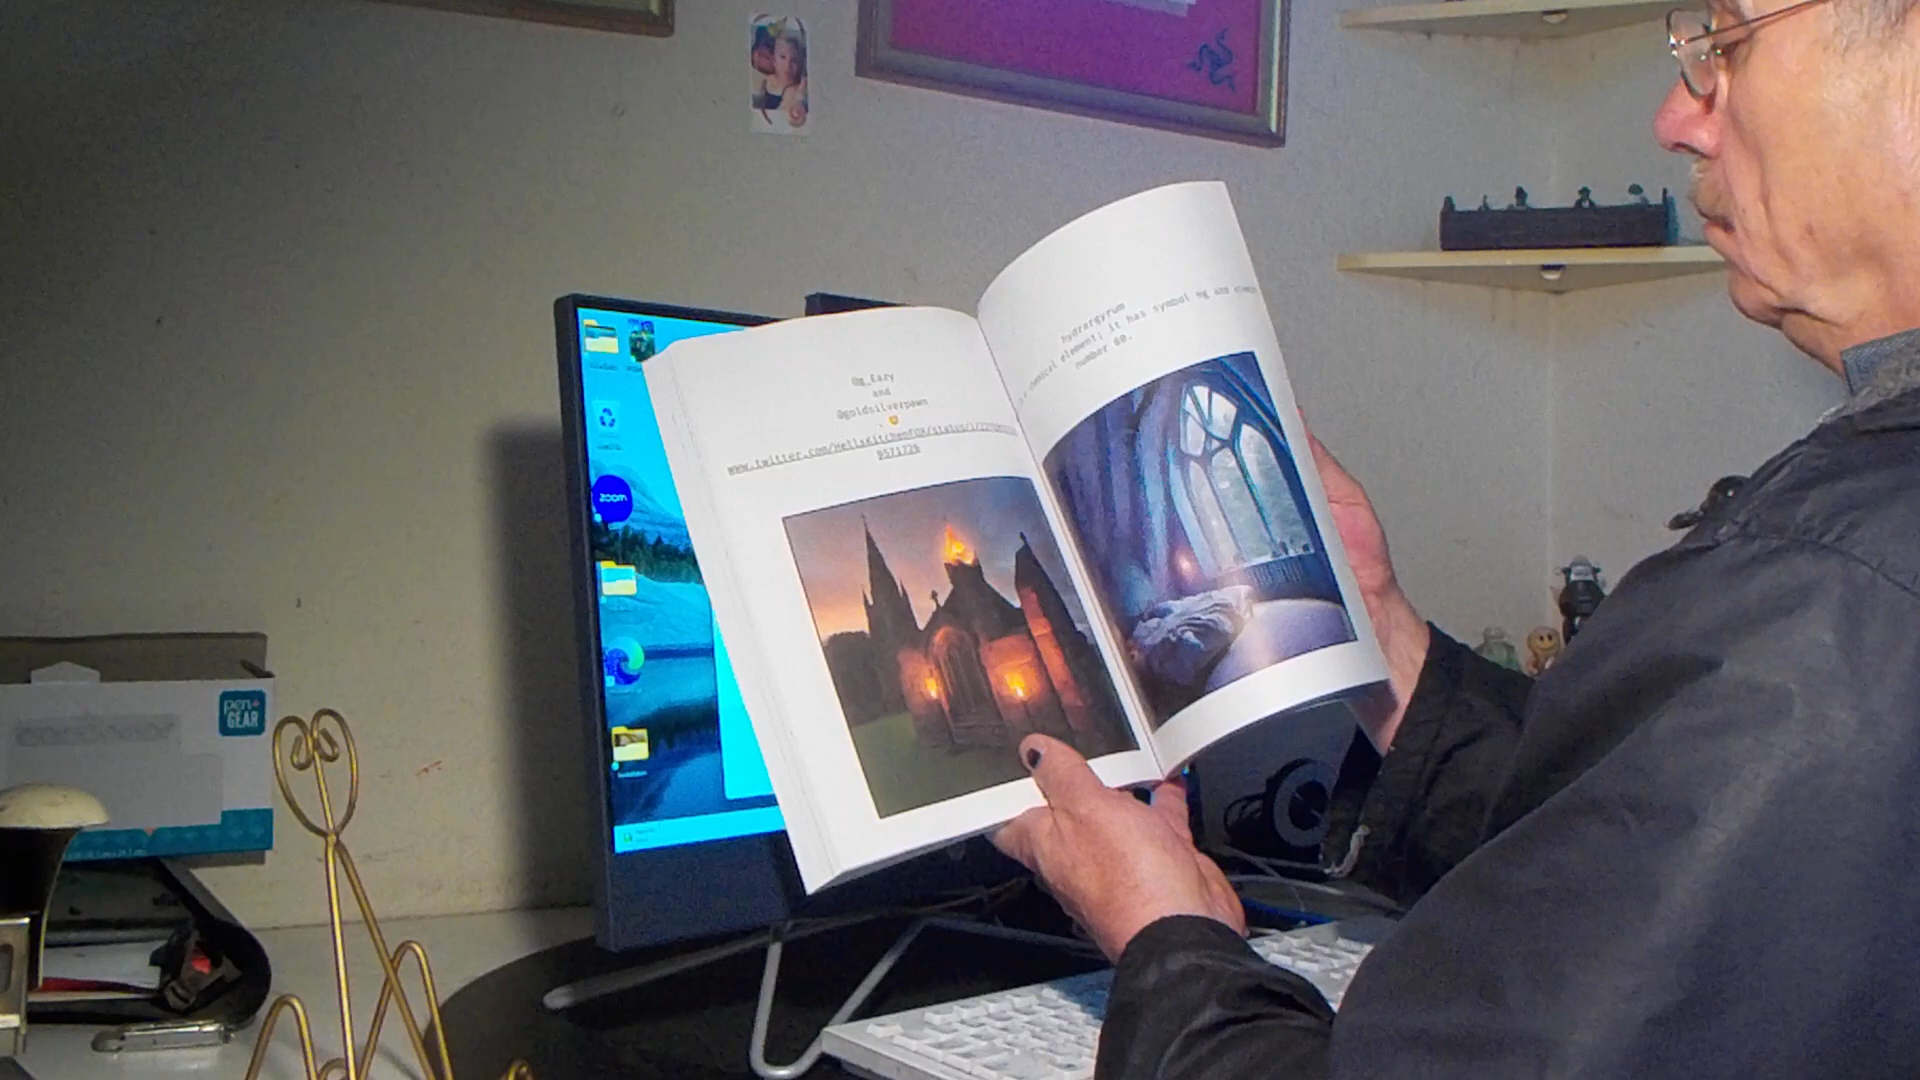 @g_Eazy
and
@goldsilverpawn
www.twitter.com/HellsKitchenFOX/status/1
9571726
hydrargyrum
chemical element; it has symbol Hg and atomic
number 80.
zoom
pen+
GEAR